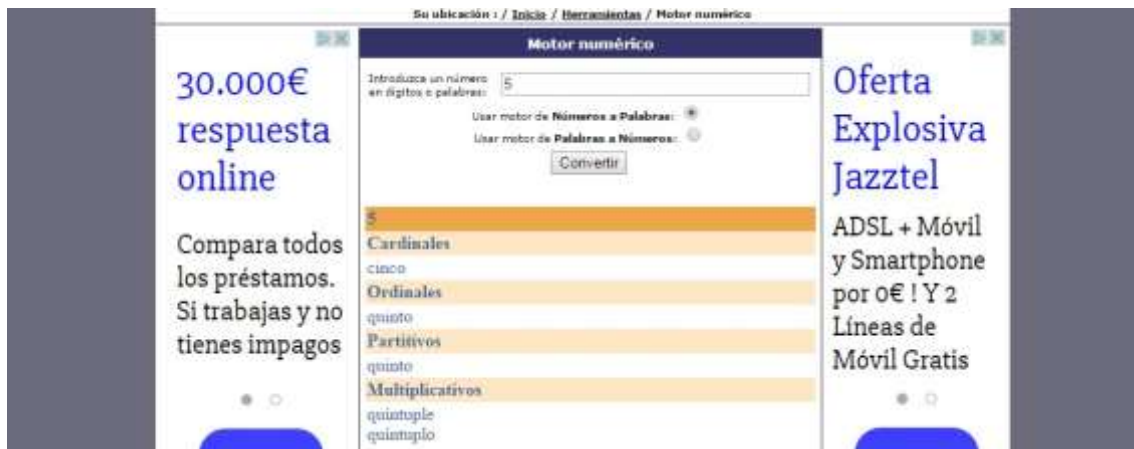 Su ubicación : / Inicio / Herramientas / Motor numérico
30.000€
respuesta
online
Compara todos
los préstamos.
Si trabajas y no
tienes impagos
Motor numérico
Introduzca un número
en dígitos o palabras:
5
Usar motor de Números a Palabras:
Usar motor de Palabras a Números:
Convertir
5
Cardinales
cinco
Ordinales
quinto
Partitivos
quinto
Multiplicativos
quintuple
quintuplo
Oferta
Explosiva
Jazztel
ADSL + Móvil
y Smartphone
por 0€ ! Y 2
Líneas de
Móvil Gratis